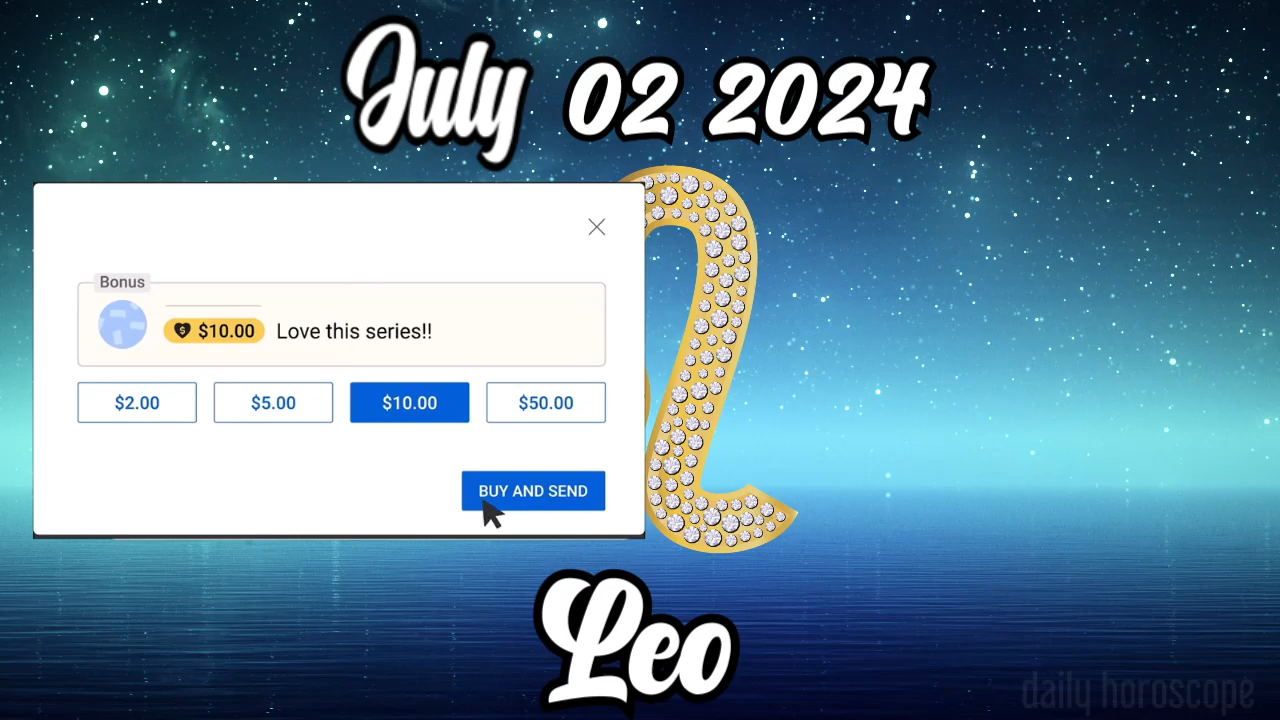 July 02 2024
Bonus
$10.00 Love this series!!
$2.00 $5.00 $10.00 $50.00
BUY AND SEND
Leo
daily horoscope